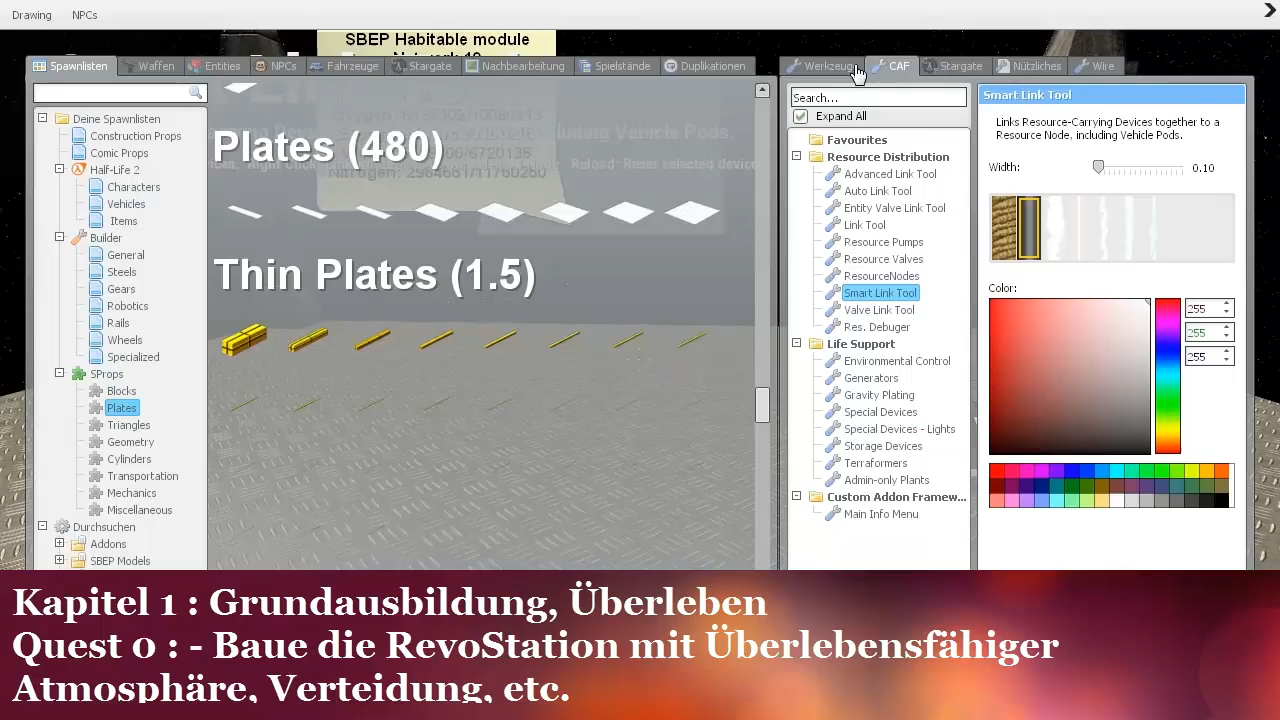 Drawing NPCs
SBEP Habitable module
Spawnlisten Waffen Entities NPCs Fahrzeuge Stargate Nachbearbeitung Spielstände Duplikationen
Werkzeuge CAF Stargate Nützliches Wire
Deine Spawnlisten
Construction Props
Comic Props
Half-Life 2
Characters
Vehicles
Items
Builder
General
Steels
Gears
Robotics
Rails
Wheels
Specialized
SProps
Blocks
Plates
Triangles
Geometry
Cylinders
Transportation
Mechanics
Miscellaneous
Durchsuchen
Addons
SBEP Models
Plates (480)
Nitrogen: 2964661/11760250
Thin Plates (1.5)
Search...
Expand All
Favourites
Resource Distribution
Advanced Link Tool
Auto Link Tool
Entity Valve Link Tool
Link Tool
Resource Pumps
Resource Valves
ResourceNodes
Smart Link Tool
Valve Link Tool
Res. Debuger
Life Support
Environmental Control
Generators
Gravity Plating
Special Devices
Special Devices - Lights
Storage Devices
Terraformers
Admin-only Plants
Custom Addon Framew...
Main Info Menu
Smart Link Tool
Links Resource-Carrying Devices together to a
Resource Node, including Vehicle Pods.
Width: 0.10
Color:
255
255
255
Kapitel 1 : Grundausbildung, Überleben
Quest 0 : - Baue die RevoStation mit Überlebensfähiger
Atmosphäre, Verteidung, etc.